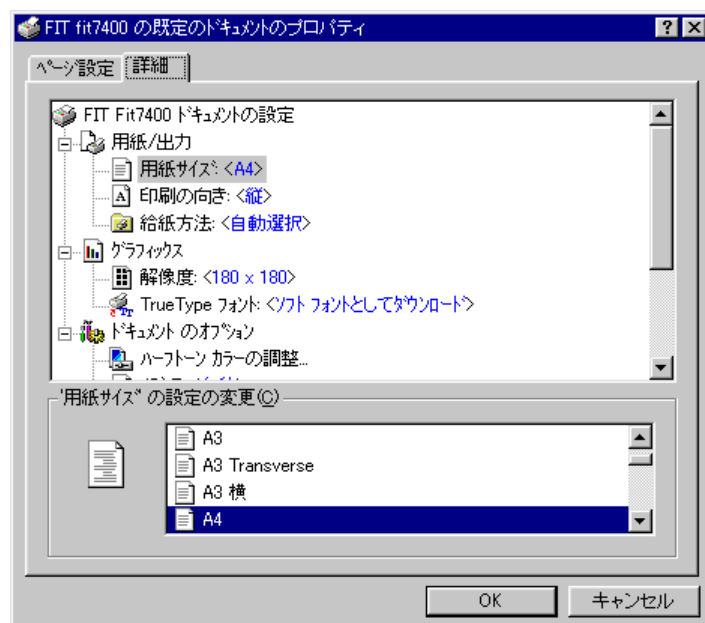 FIT fit7400 の既定のドキュメントのプロパティ
ページ設定
詳細
FIT Fit7400 ドキュメントの設定
用紙/出力
用紙サイズ: <A4>
印刷の向き: <縦>
給紙方法: <自動選択>
グラフィックス
解像度: <180 x 180>
TrueType フォント: <ソフト フォントとしてダウンロード>
ドキュメント のオプション
ハーフトーン カラーの調整...
'用紙サイズ' の設定の変更(C)
A3
A3 Transverse
A3 横
A4
OK
キャンセル